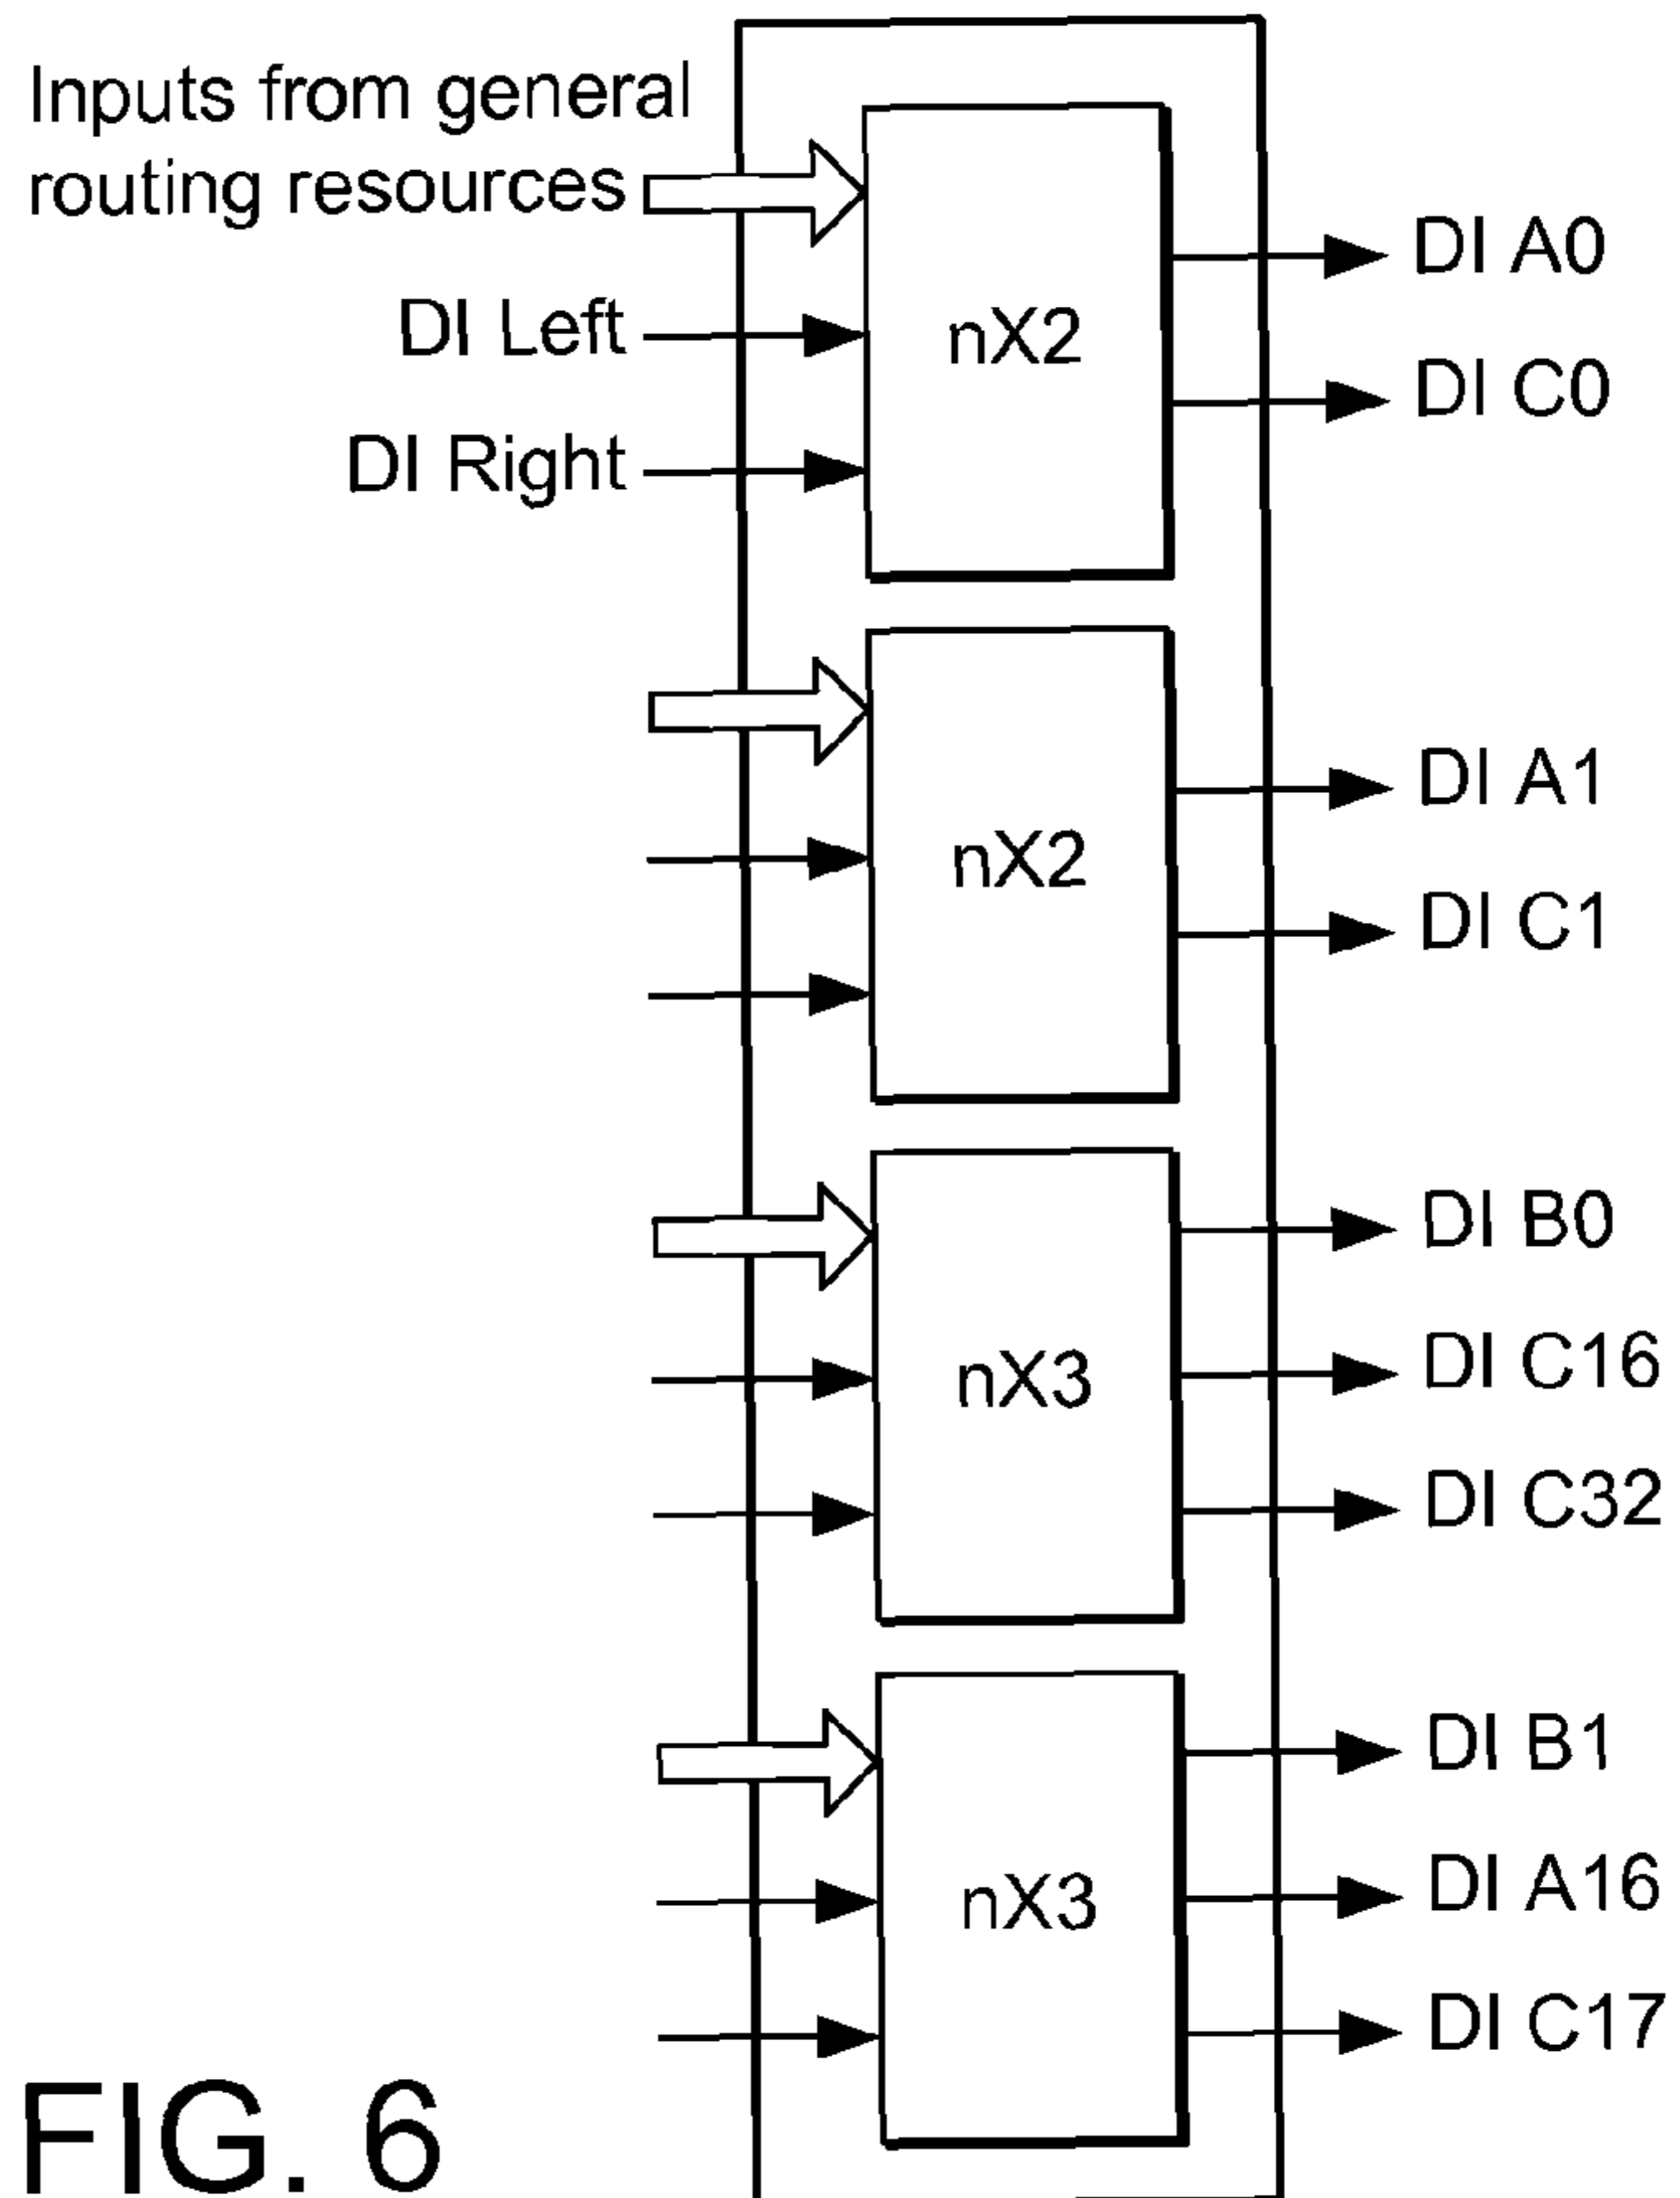 Inputs from general
routing resources
DI Left
DI Right
nX2
DI A0
DI C0
nX2
DI A1
DI C1
nX3
DI B0
DI C16
DI C32
nX3
DI B1
DI A16
DI C17
FIG. 6